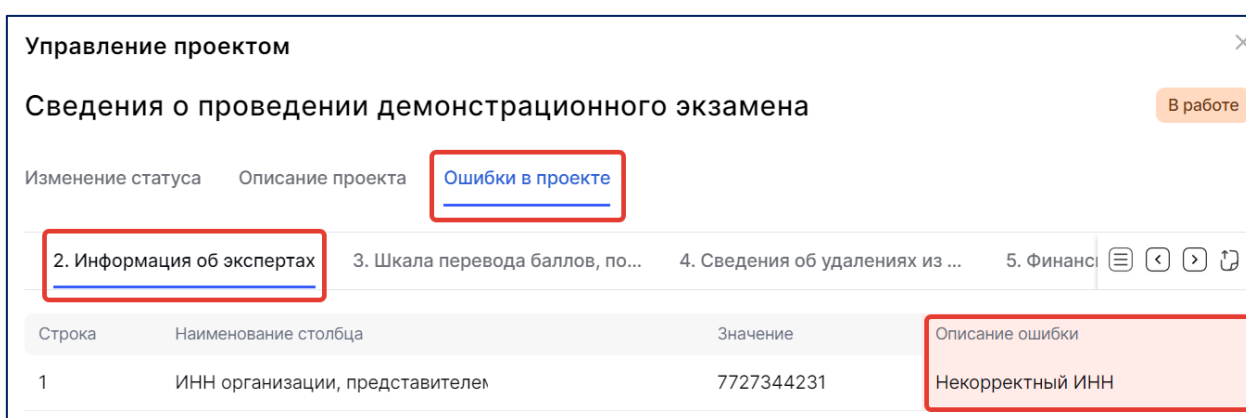 Управление проектом
Сведения о проведении демонстрационного экзамена
В работе
Изменение статуса Описание проекта Ошибки в проекте
2. Информация об экспертах 3. Шкала перевода баллов, по... 4. Сведения об удалениях из ... 5. Финанс
Строка Наименование столбца Значение Описание ошибки
1 ИНН организации, представителем 7727344231 Некорректный ИНН